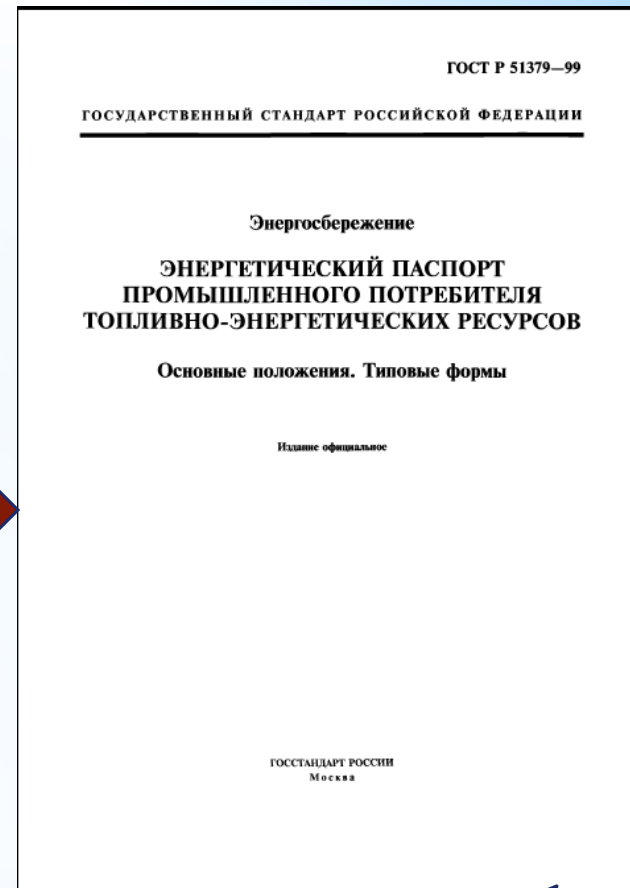 ГОСТ Р 51379—99
ГОСУДАРСТВЕННЫЙ СТАНДАРТ РОССИЙСКОЙ ФЕДЕРАЦИИ
Энергосбережение
ЭНЕРГЕТИЧЕСКИЙ ПАСПОРТ
ПРОМЫШЛЕННОГО ПОТРЕБИТЕЛЯ
ТОПЛИВНО-ЭНЕРГЕТИЧЕСКИХ РЕСУРСОВ
Основные положения. Типовые формы
Издание официальное
ГОССТАНДАРТ РОССИИ
Москва